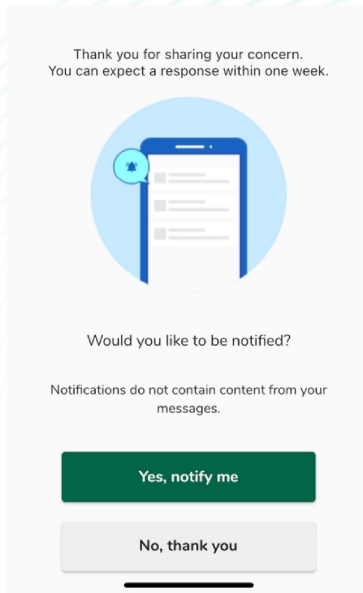 Thank you for sharing your concern.
You can expect a response within one week.
Would you like to be notified?
Notifications do not contain content from your
messages.
Yes, notify me
No, thank you